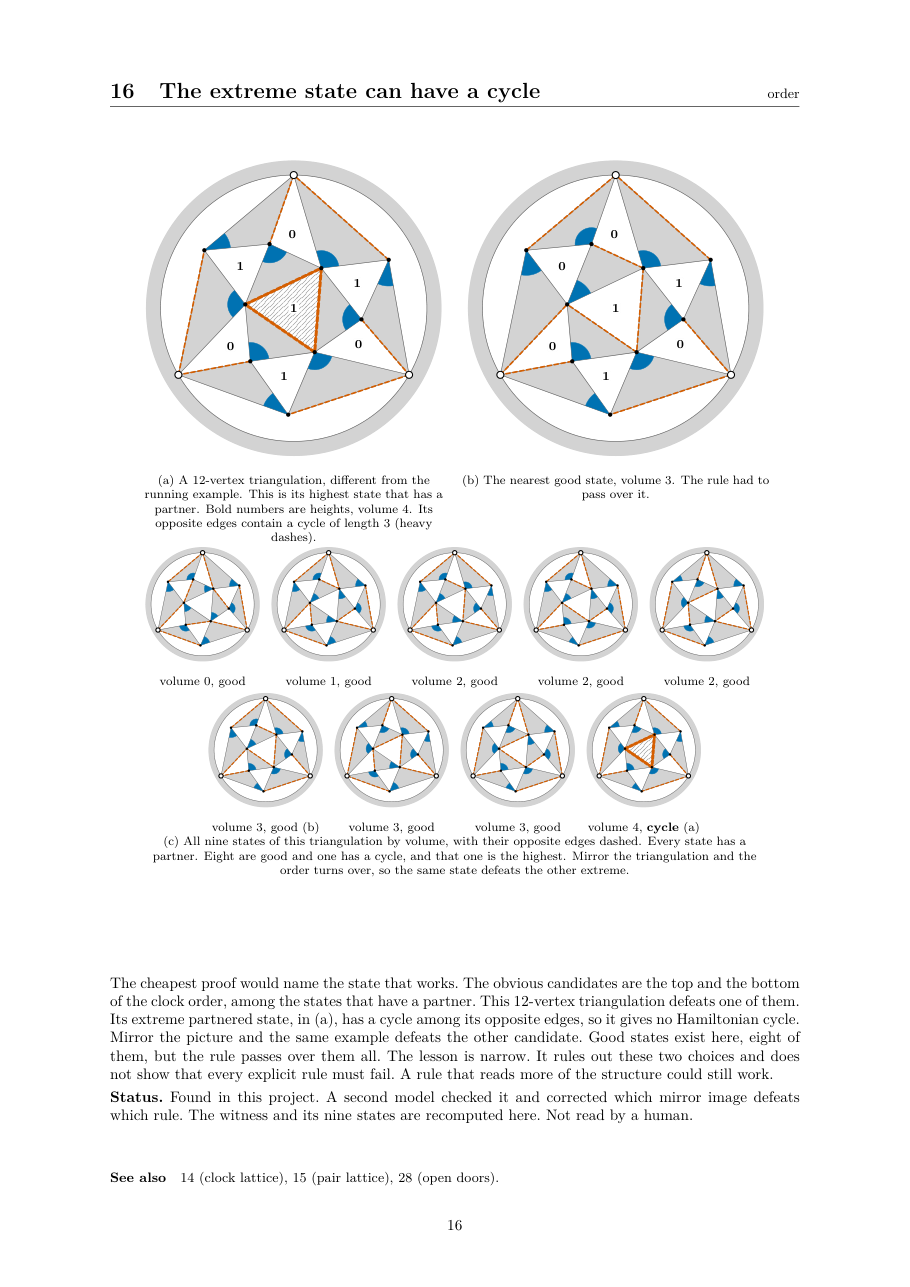 16 The extreme state can have a cycle order
0
1
1
1
0
0
1
0
0
1
1
0
0
1
(a) A 12-vertex triangulation, different from the
running example. This is its highest state that has a
partner. Bold numbers are heights, volume 4. Its
opposite edges contain a cycle of length 3 (heavy
dashes).
(b) The nearest good state, volume 3. The rule had to
pass over it.
volume 0, good
volume 1, good
volume 2, good
volume 2, good
volume 2, good
volume 3, good (b)
volume 3, good
volume 3, good
volume 4, cycle (a)
(c) All nine states of this triangulation by volume, with their opposite edges dashed. Every state has a
partner. Eight are good and one has a cycle, and that one is the highest. Mirror the triangulation and the
order turns over, so the same state defeats the other extreme.
The cheapest proof would name the state that works. The obvious candidates are the top and the bottom
of the clock order, among the states that have a partner. This 12-vertex triangulation defeats one of them.
Its extreme partnered state, in (a), has a cycle among its opposite edges, so it gives no Hamiltonian cycle.
Mirror the picture and the same example defeats the other candidate. Good states exist here, eight of
them, but the rule passes over them all. The lesson is narrow. It rules out these two choices and does
not show that every explicit rule must fail. A rule that reads more of the structure could still work.
Status. Found in this project. A second model checked it and corrected which mirror image defeats
which rule. The witness and its nine states are recomputed here. Not read by a human.
See also 14 (clock lattice), 15 (pair lattice), 28 (open doors).
16